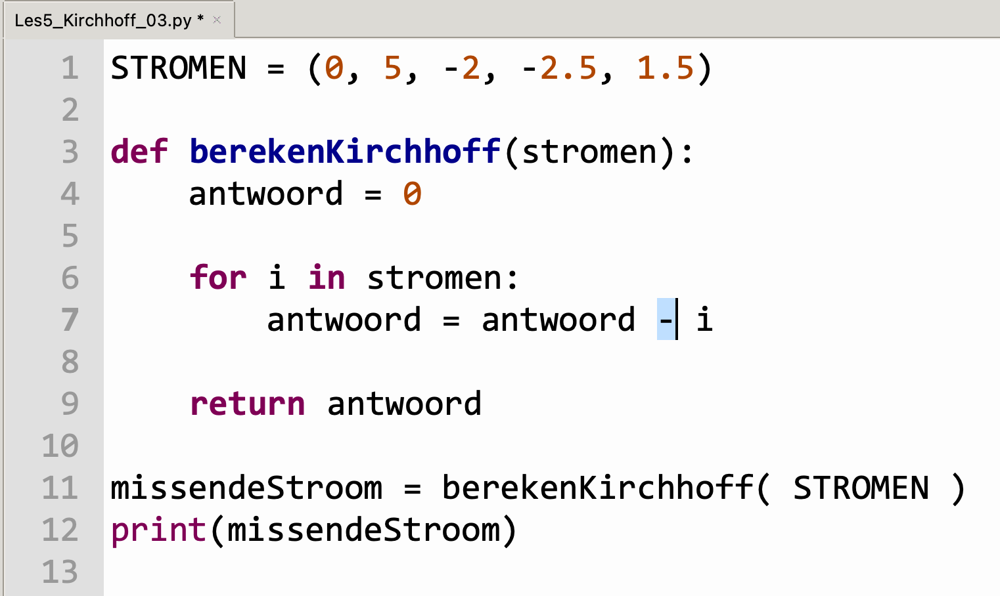 Les5_Kirchhoff_03.py * ×
1 STROMEN = (0, 5, -2, -2.5, 1.5)
2
3 def berekenKirchhoff(stromen):
4     antwoord = 0
5
6     for i in stromen:
7         antwoord = antwoord - i
8
9     return antwoord
10
11 missendeStroom = berekenKirchhoff( STROMEN )
12 print(missendeStroom)
13